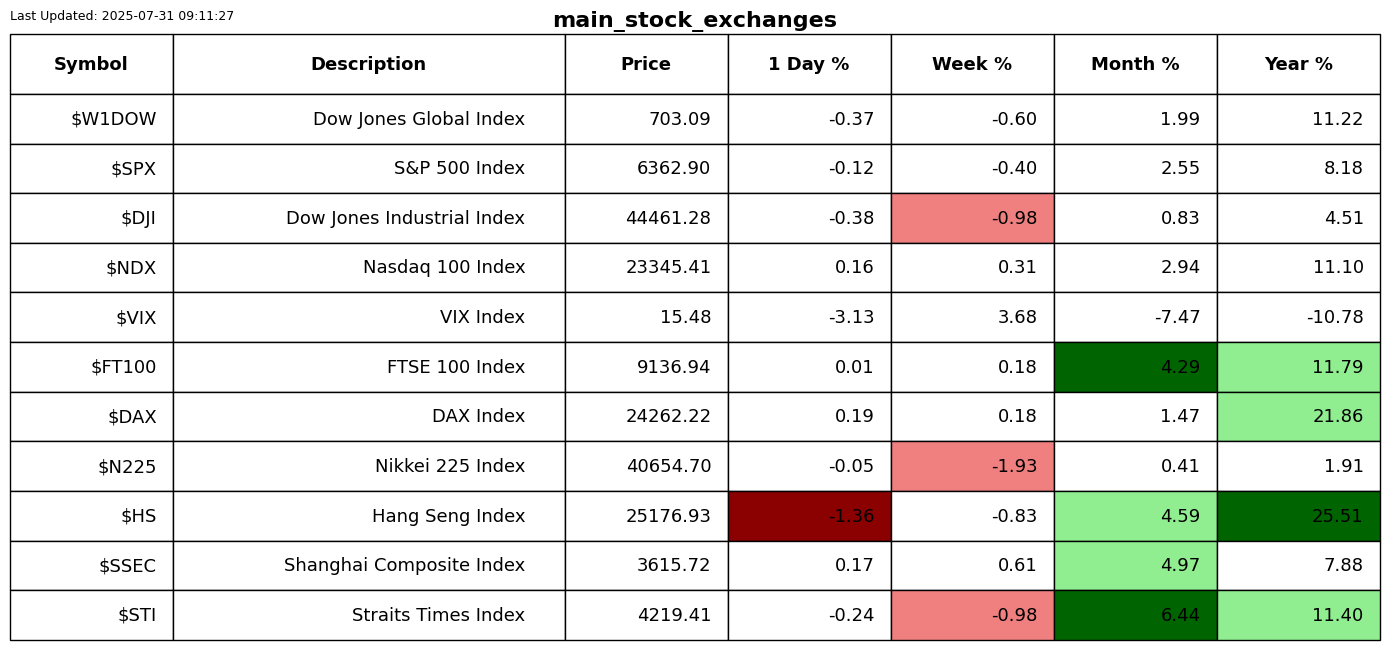 Last Updated: 2025-07-31 09:11:27
main_stock_exchanges
Symbol Description Price 1 Day % Week % Month % Year %
$W1DOW Dow Jones Global Index 703.09 -0.37 -0.60 1.99 11.22
$SPX S&P 500 Index 6362.90 -0.12 -0.40 2.55 8.18
$DJI Dow Jones Industrial Index 44461.28 -0.38 -0.98 0.83 4.51
$NDX Nasdaq 100 Index 23345.41 0.16 0.31 2.94 11.10
$VIX VIX Index 15.48 -3.13 3.68 -7.47 -10.78
$FT100 FTSE 100 Index 9136.94 0.01 0.18 4.29 11.79
$DAX DAX Index 24262.22 0.19 0.18 1.47 21.86
$N225 Nikkei 225 Index 40654.70 -0.05 -1.93 0.41 1.91
$HS Hang Seng Index 25176.93 -1.36 -0.83 4.59 25.51
$SSEC Shanghai Composite Index 3615.72 0.17 0.61 4.97 7.88
$STI Straits Times Index 4219.41 -0.24 -0.98 6.44 11.40